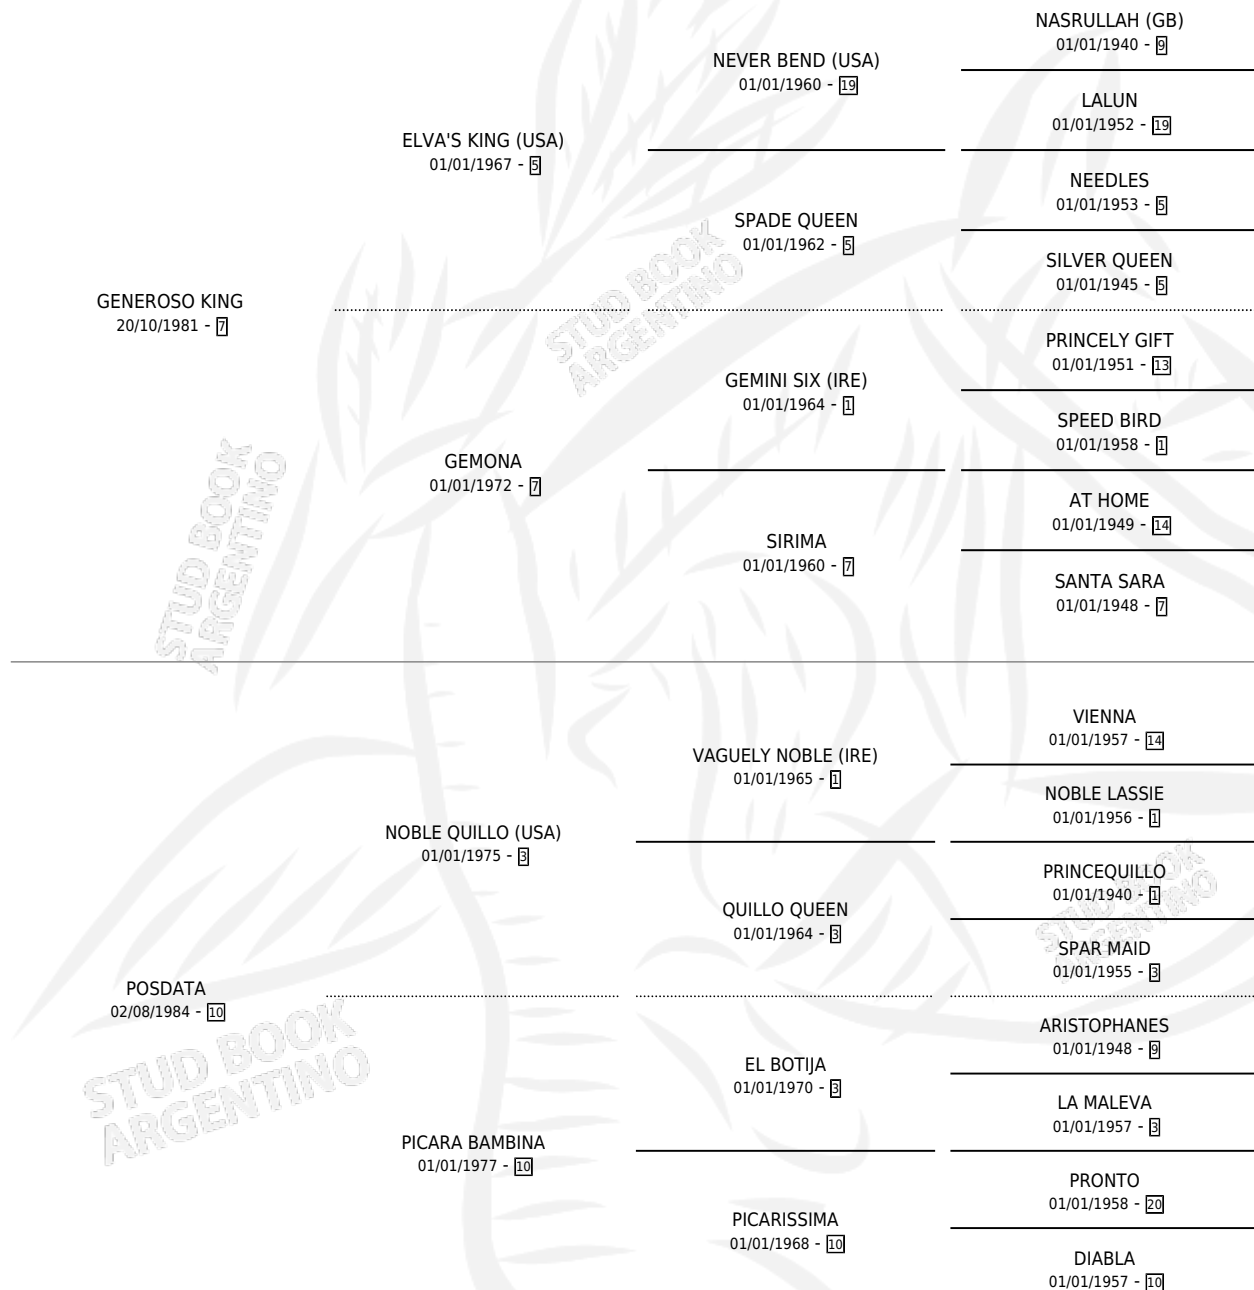 NASRULLAH (GB)
01/01/1940 - 9
NEVER BEND (USA)
01/01/1960 - 19
LALUN
01/01/1952 - 19
ELVA'S KING (USA)
01/01/1967 - 5
NEEDLES
01/01/1953 - 5
SPADE QUEEN
01/01/1962 - 5
SILVER QUEEN
01/01/1945 - 5
GENEROSO KING
20/10/1981 - 7
STUD BOOK
ARGENTINO
PRINCELY GIFT
01/01/1951 - 13
GEMINI SIX (IRE)
01/01/1964 - 1
SPEED BIRD
01/01/1958 - 1
GEMONA
01/01/1972 - 7
AT HOME
01/01/1949 - 14
SIRIMA
01/01/1960 - 7
SANTA SARA
01/01/1948 - 7
STUD BOOK
ARGENTINO
VIENNA
01/01/1957 - 14
VAGUELY NOBLE (IRE)
01/01/1965 - 1
NOBLE LASSIE
01/01/1956 - 1
NOBLE QUILLO (USA)
01/01/1975 - 3
PRINCEQUILLO
01/01/1940 - 1
QUILLO QUEEN
01/01/1964 - 3
STUD BOOK
ARGENTINO
SPAR MAID
01/01/1955 - 3
POSDATA
02/08/1984 - 10
STUD BOOK
ARGENTINO
ARISTOPHANES
01/01/1948 - 9
EL BOTIJA
01/01/1970 - 3
LA MALEVA
01/01/1957 - 3
PICARA BAMBINA
01/01/1977 - 10
PRONTO
01/01/1958 - 20
PICARISSIMA
01/01/1968 - 10
DIABLA
01/01/1957 - 10